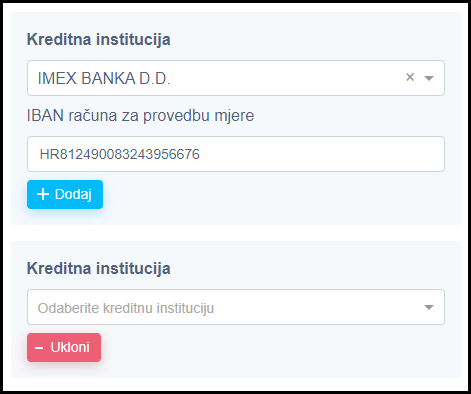 Kreditna institucija
IMEX BANKA D.D.
IBAN računa za provedbu mjere
HR812490083243956676
+ Dodaj
Kreditna institucija
Odaberite kreditnu instituciju
– Ukloni